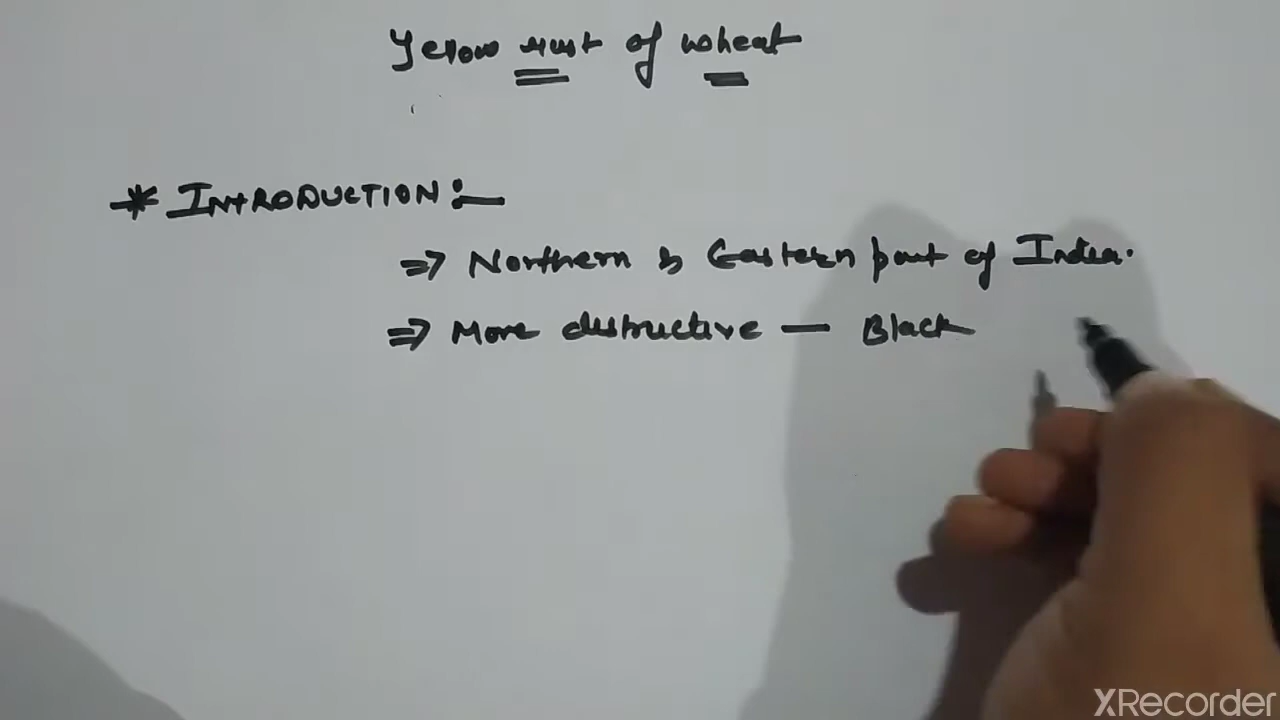 Yellow rust of wheat
* INTRODUCTION :-
⇒ Northern & Eastern part of India.
⇒ More destructive — Black
XRecorder